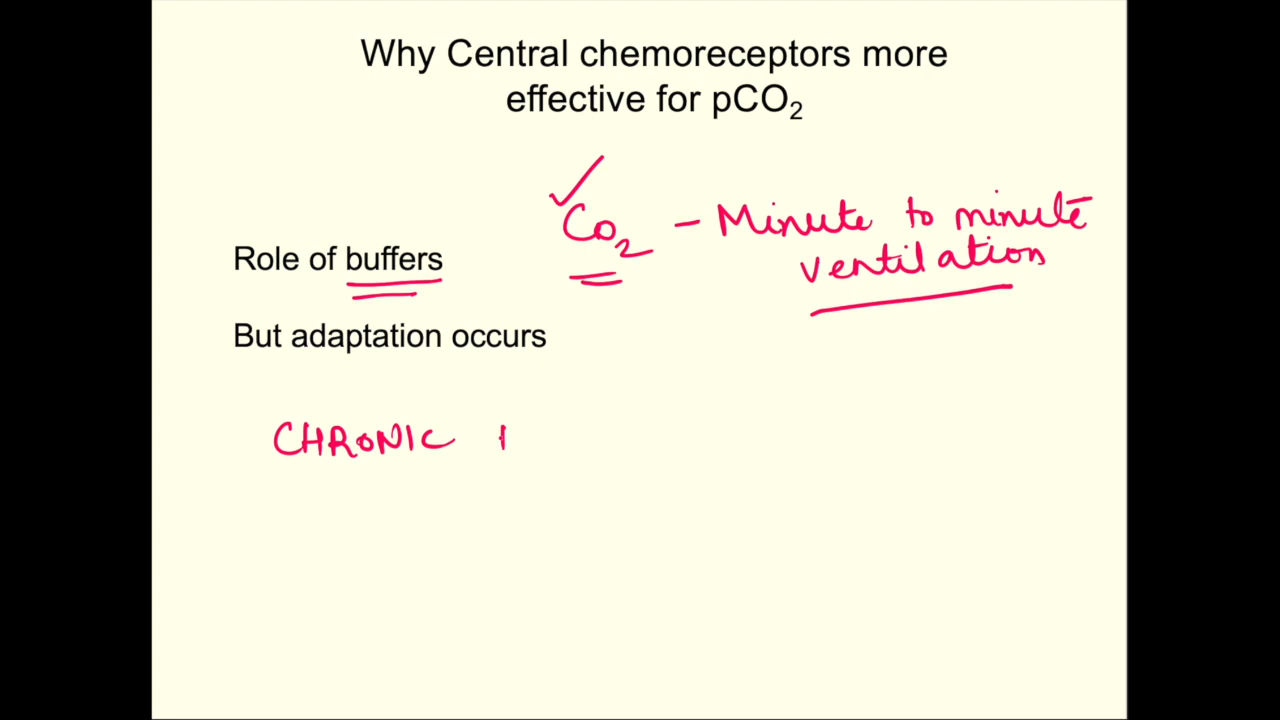 Why Central chemoreceptors more
effective for pCO₂
Co₂ – Minute to minute
ventilation
Role of buffers
But adaptation occurs
CHRONIC